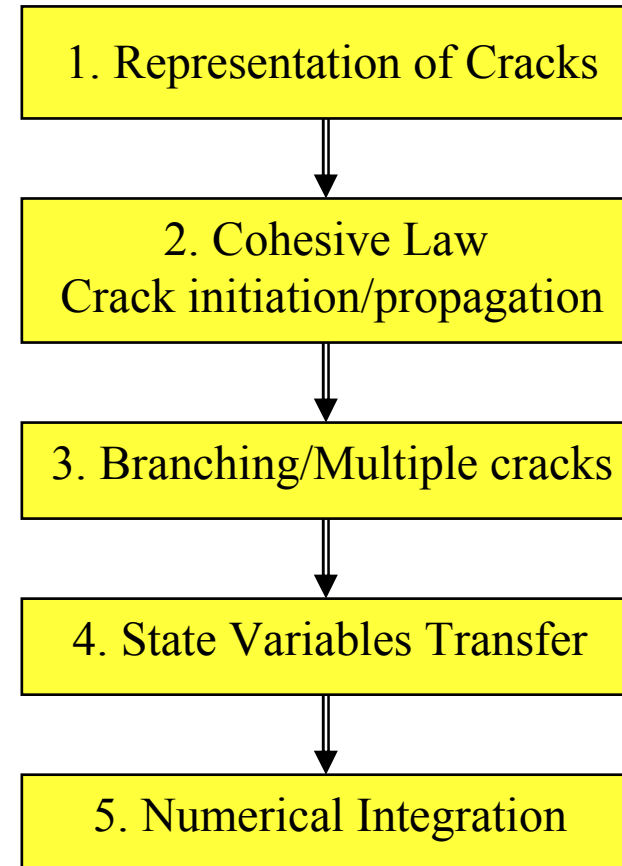 1. Representation of Cracks
2. Cohesive Law
Crack initiation/propagation
3. Branching/Multiple cracks
4. State Variables Transfer
5. Numerical Integration